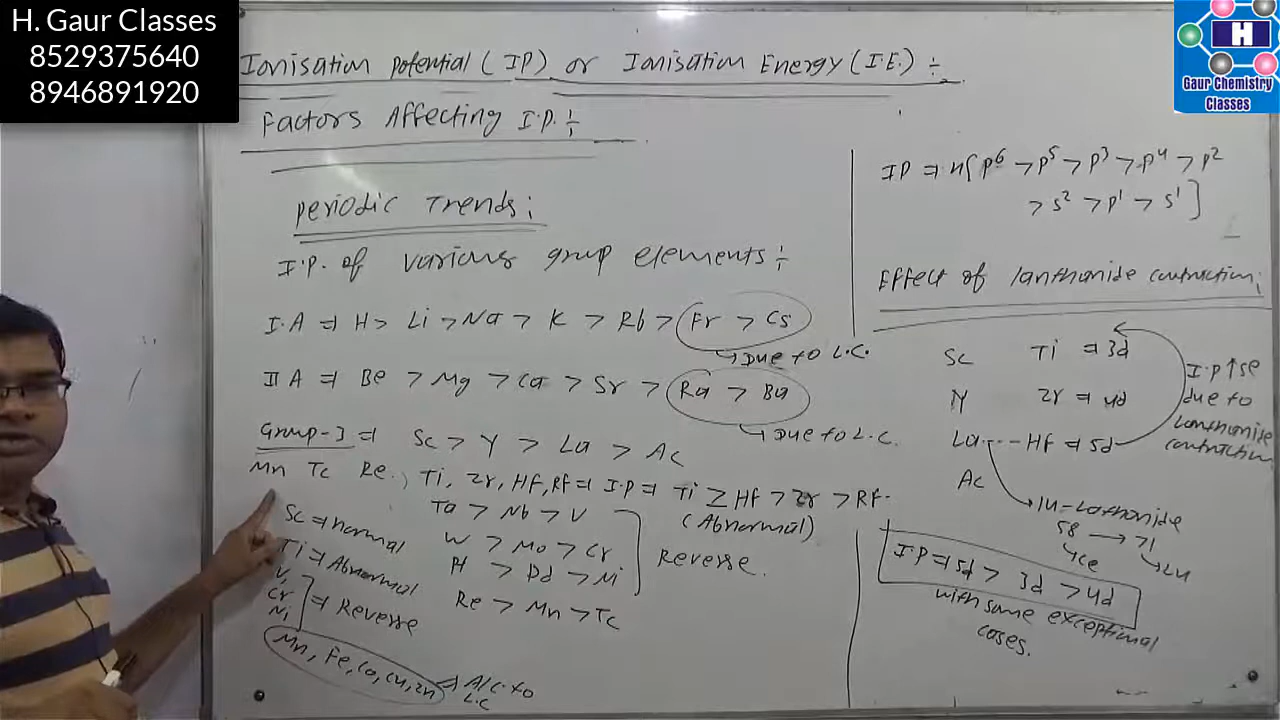 H. Gaur Classes
8529375640
8946891920
H
Gaur Chemistry
Classes
Ionisation Potential (IP) or Ionisation Energy (I.E.) ÷
Factors Affecting I.P. ÷
Periodic Trends;
I.P. of various grup elements ÷
I.A ⇒ H > Li > Na > K > Rb > Fr > Cs
Due to L.C.
II A ⇒ Be > Mg > Ca > Sr > Ra > Ba
Due to L.C.
Group-3 ⇒ Sc > Y > La > Ac
Mn Tc Re, Ti, Zr, Hf, Rf ⇒ I.P ⇒ Ti ≥ Hf > Zr > Rf.
(Abnormal)
Ta > Nb > V
W > Mo > Cr
Pt > Pd > Ni
Reverse.
Re > Mn > Tc
Sc ⇒ normal
Ti ⇒ Abnormal
V,
Cr
Ni
⇒ Reverse
Mn, Fe, Co, Cu, Zn ⇒ A/c. to
L.C
IP ⇒ n[ p⁶ > p⁵ > p³ > p⁴ > p²
> s² > p¹ > s¹ ]
Effect of lanthonide contraction;
Sc Ti ⇒ 3d
Y Zr ⇒ 4d
La --- Hf ⇒ 5d
Ac
I.P ↑se
due to
Lanthonide
contraction
14-Lathonide
58 → 71
Ce
Lu
I.P ⇒ 5d > 3d > 4d
with some exceptional
cases.